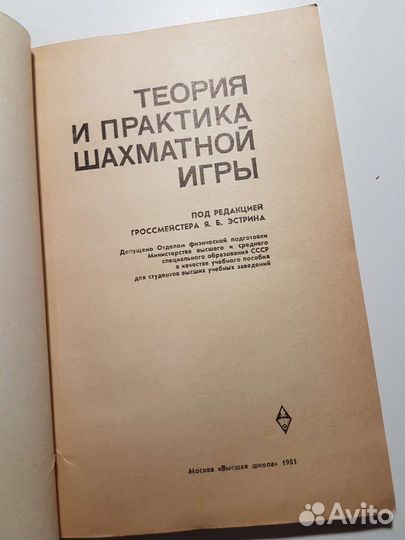 ТЕОРИЯ
И ПРАКТИКА
ШАХМАТНОЙ
ИГРЫ
ПОД РЕДАКЦИЕЙ
ГРОССМЕЙСТЕРА Я. Б. ЭСТРИНА
Допущено Отделом физической подготовки
Министерства высшего и среднего
специального образования СССР
в качестве учебного пособия
для студентов высших учебных заведений
Москва «Высшая школа» 1981
Avito